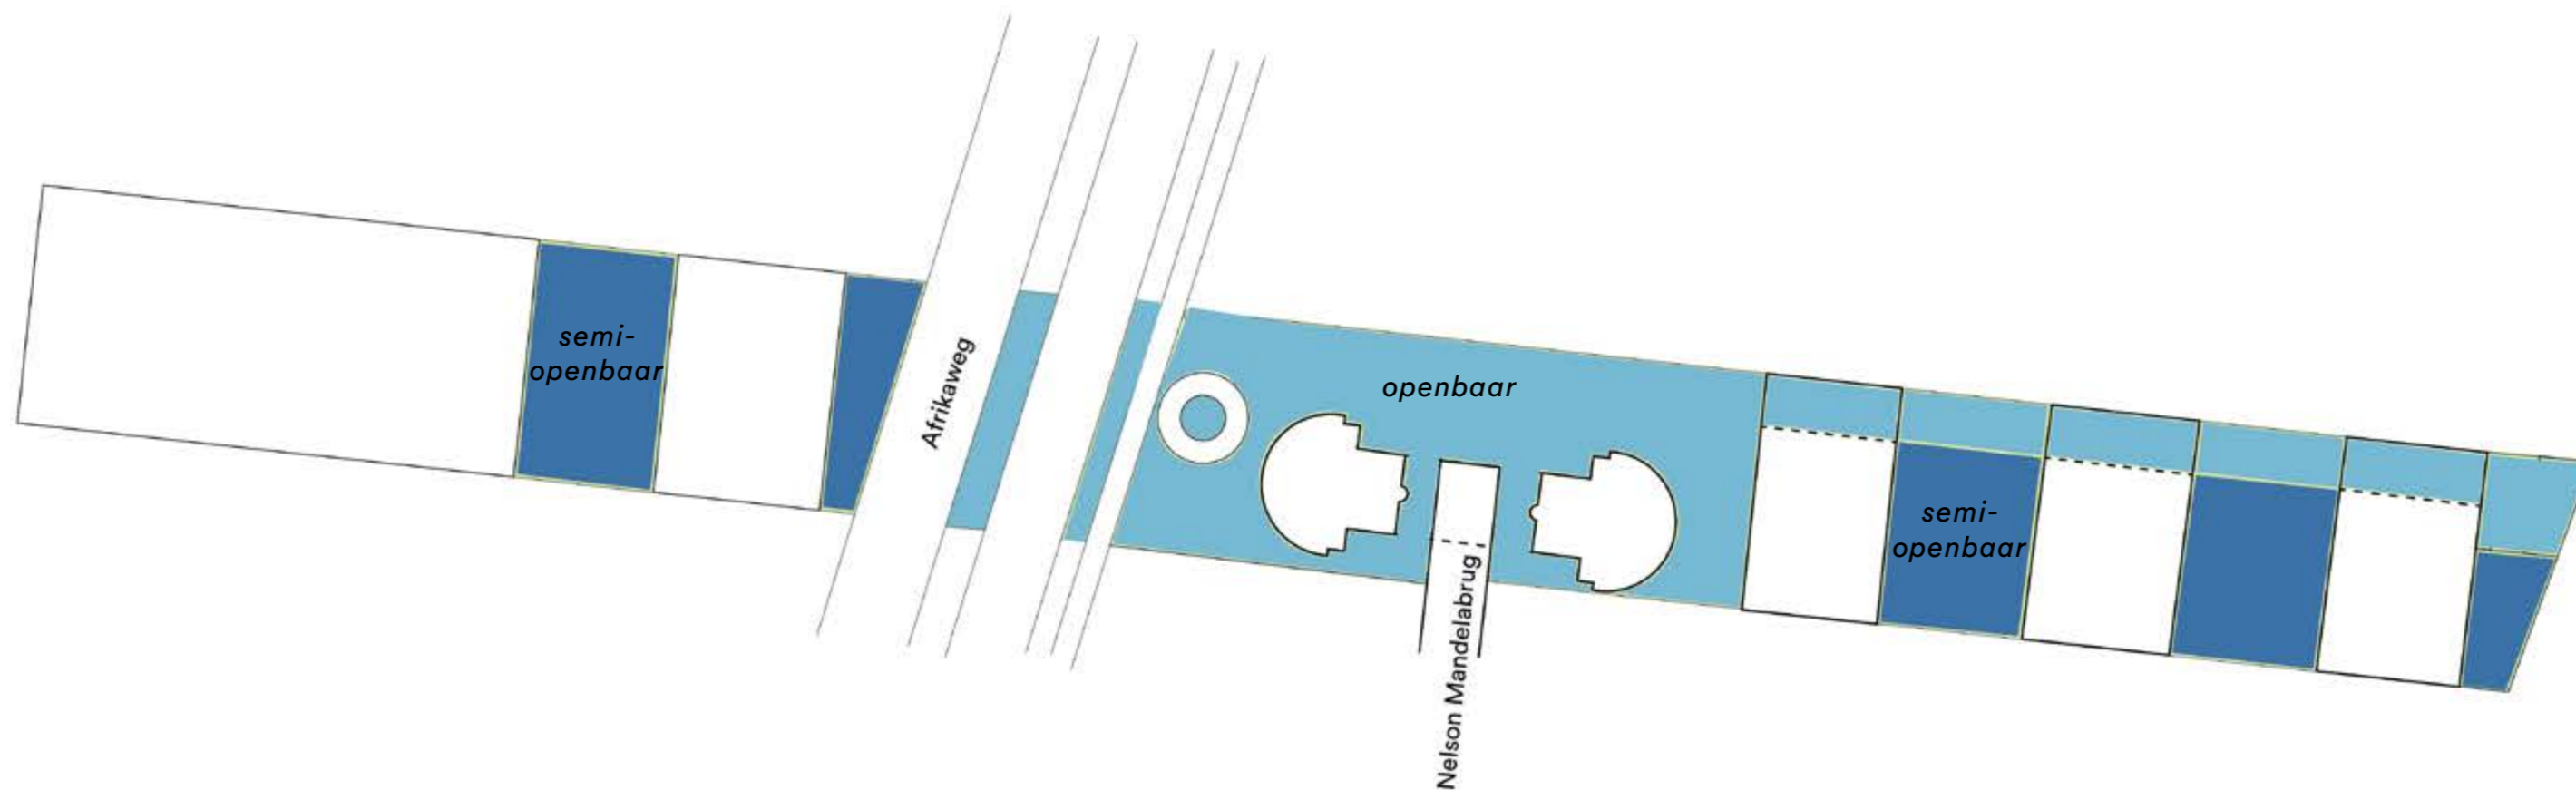 semi-
openbaar
Afrikaweg
openbaar
Nelson Mandelabrug
semi-
openbaar